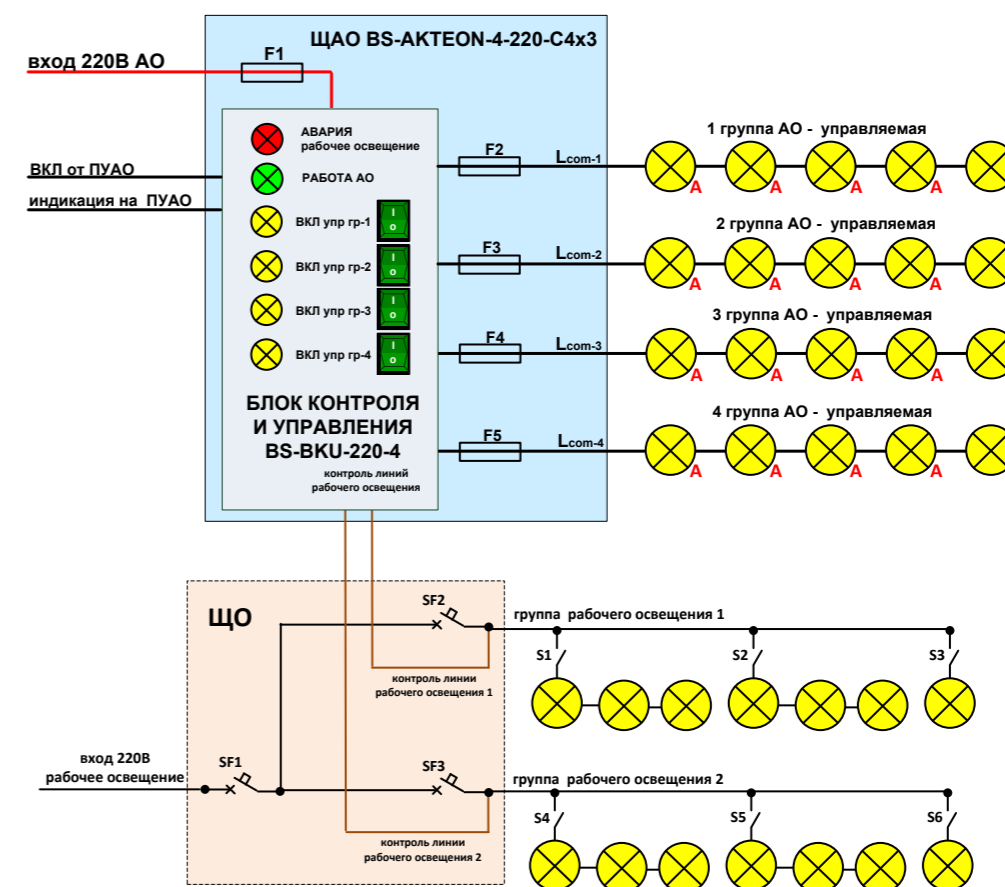 ЩАО BS-AKTEON-4-220-C4x3
вход 220В АО
F1
АВАРИЯ
рабочее освещение
РАБОТА АО
ВКЛ от ПУАО
индикация на ПУАО
ВКЛ упр гр-1
I
o
ВКЛ упр гр-2
I
o
ВКЛ упр гр-3
I
o
ВКЛ упр гр-4
I
o
БЛОК КОНТРОЛЯ
И УПРАВЛЕНИЯ
BS-BKU-220-4
контроль линий
рабочего освещения
F2
Lcom-1
1 группа АО - управляемая
А А А А
F3
Lcom-2
2 группа АО - управляемая
А А А А
F4
Lcom-3
3 группа АО - управляемая
А А А А
F5
Lcom-4
4 группа АО - управляемая
А А А А
ЩО
SF2
группа рабочего освещения 1
S1 S2 S3
контроль линии
рабочего освещения 1
вход 220В
рабочее освещение
SF1
SF3
группа рабочего освещения 2
S4 S5 S6
контроль линии
рабочего освещения 2